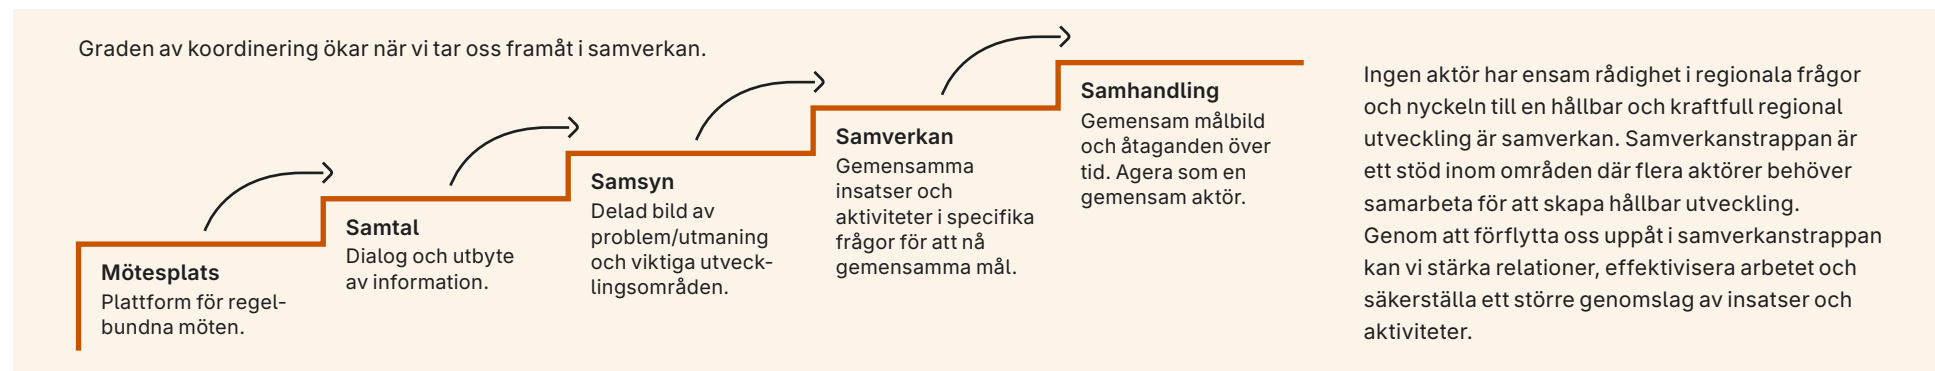 Graden av koordinering ökar när vi tar oss framåt i samverkan.
Mötesplats
Plattform för regel-
bundna möten.
Samtal
Dialog och utbyte
av information.
Samsyn
Delad bild av
problem/utmaning
och viktiga utveck-
lingsområden.
Samverkan
Gemensamma
insatser och
aktiviteter i specifika
frågor för att nå
gemensamma mål.
Samhandling
Gemensam målbild
och åtaganden över
tid. Agera som en
gemensam aktör.
Ingen aktör har ensam rådighet i regionala frågor
och nyckeln till en hållbar och kraftfull regional
utveckling är samverkan. Samverkanstrappan är
ett stöd inom områden där flera aktörer behöver
samarbeta för att skapa hållbar utveckling.
Genom att förflytta oss uppåt i samverkanstrappan
kan vi stärka relationer, effektivisera arbetet och
säkerställa ett större genomslag av insatser och
aktiviteter.